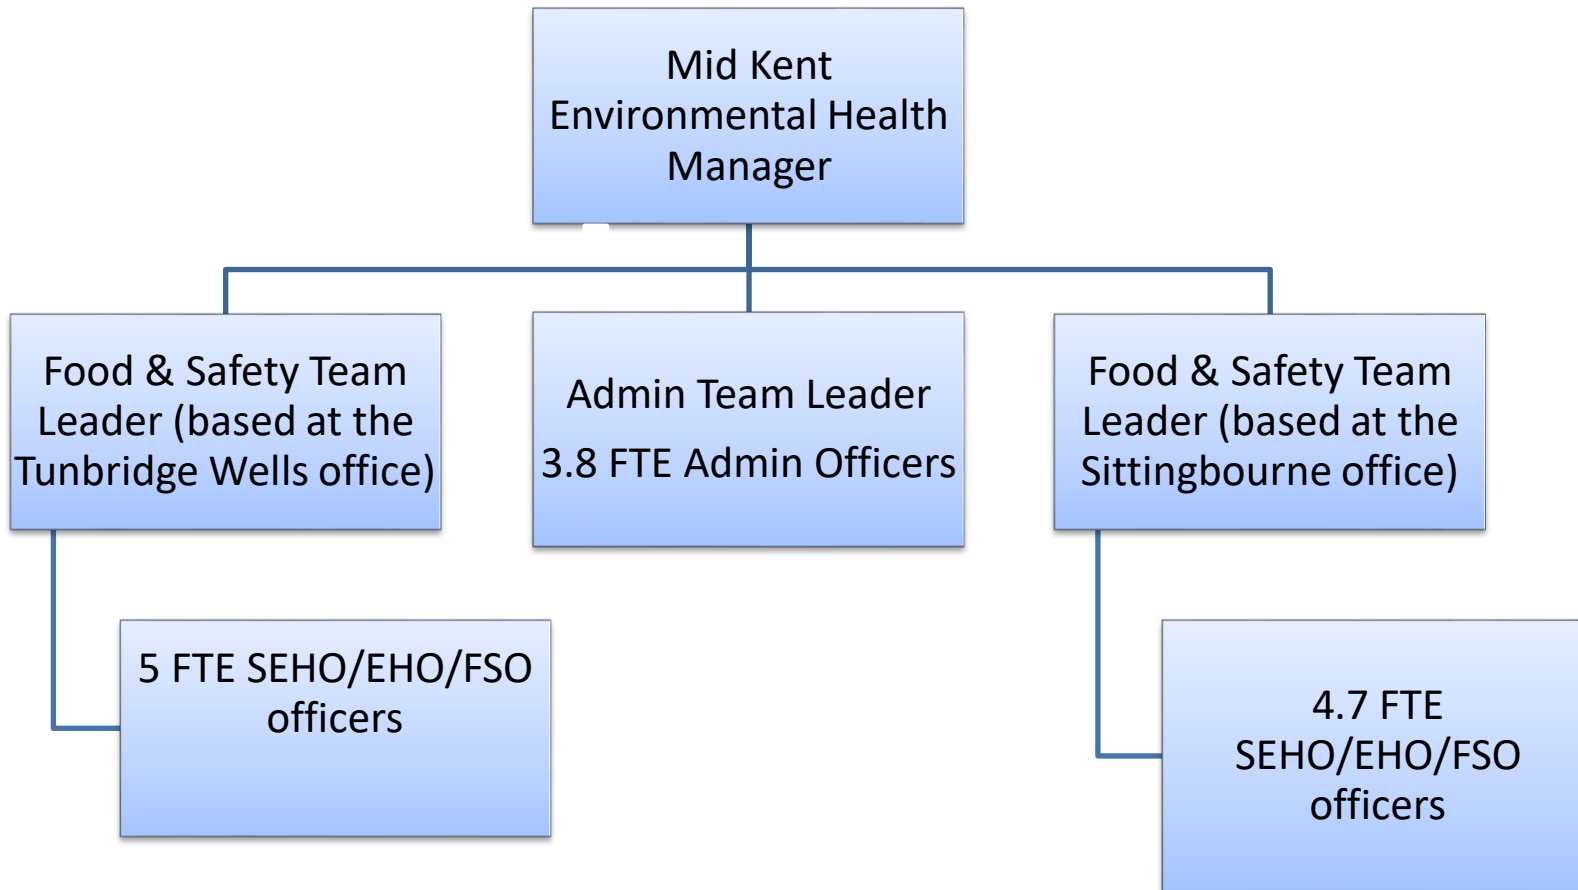 Mid Kent
Environmental Health
Manager
Food & Safety Team
Leader (based at the
Tunbridge Wells office)
Admin Team Leader
3.8 FTE Admin Officers
Food & Safety Team
Leader (based at the
Sittingbourne office)
5 FTE SEHO/EHO/FSO
officers
4.7 FTE
SEHO/EHO/FSO
officers